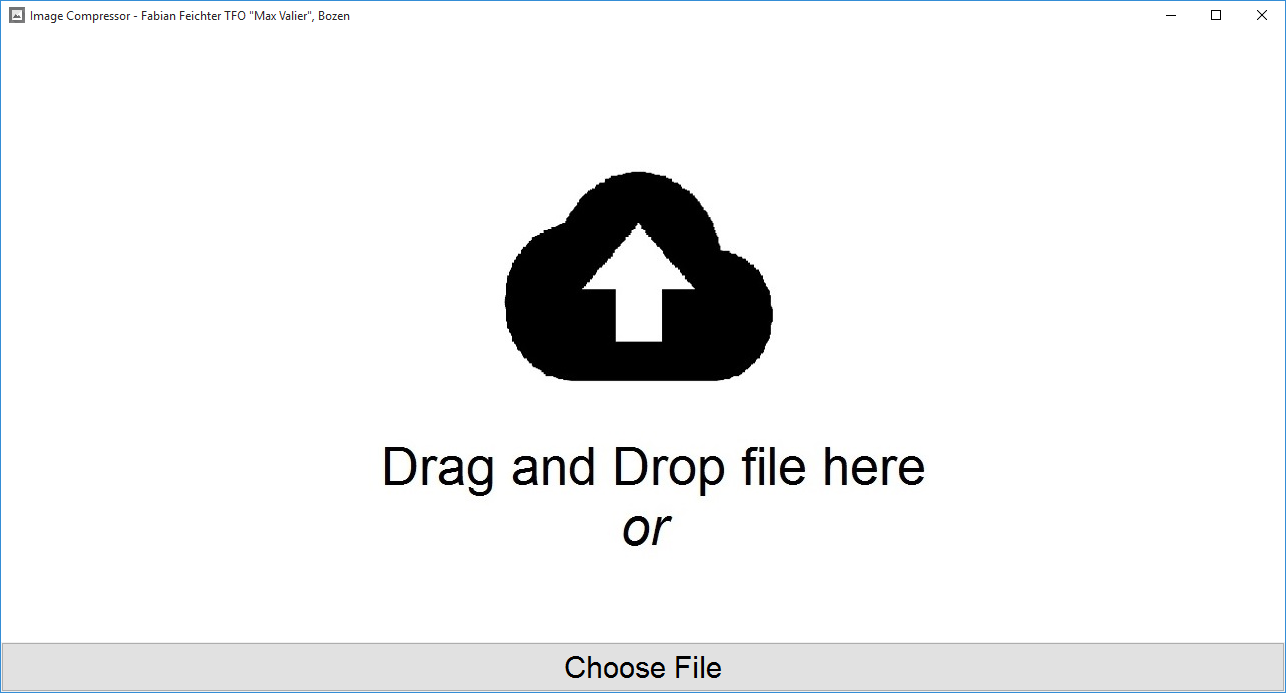 Image Compressor - Fabian Feichter TFO "Max Valier", Bozen
Drag and Drop file here
or
Choose File